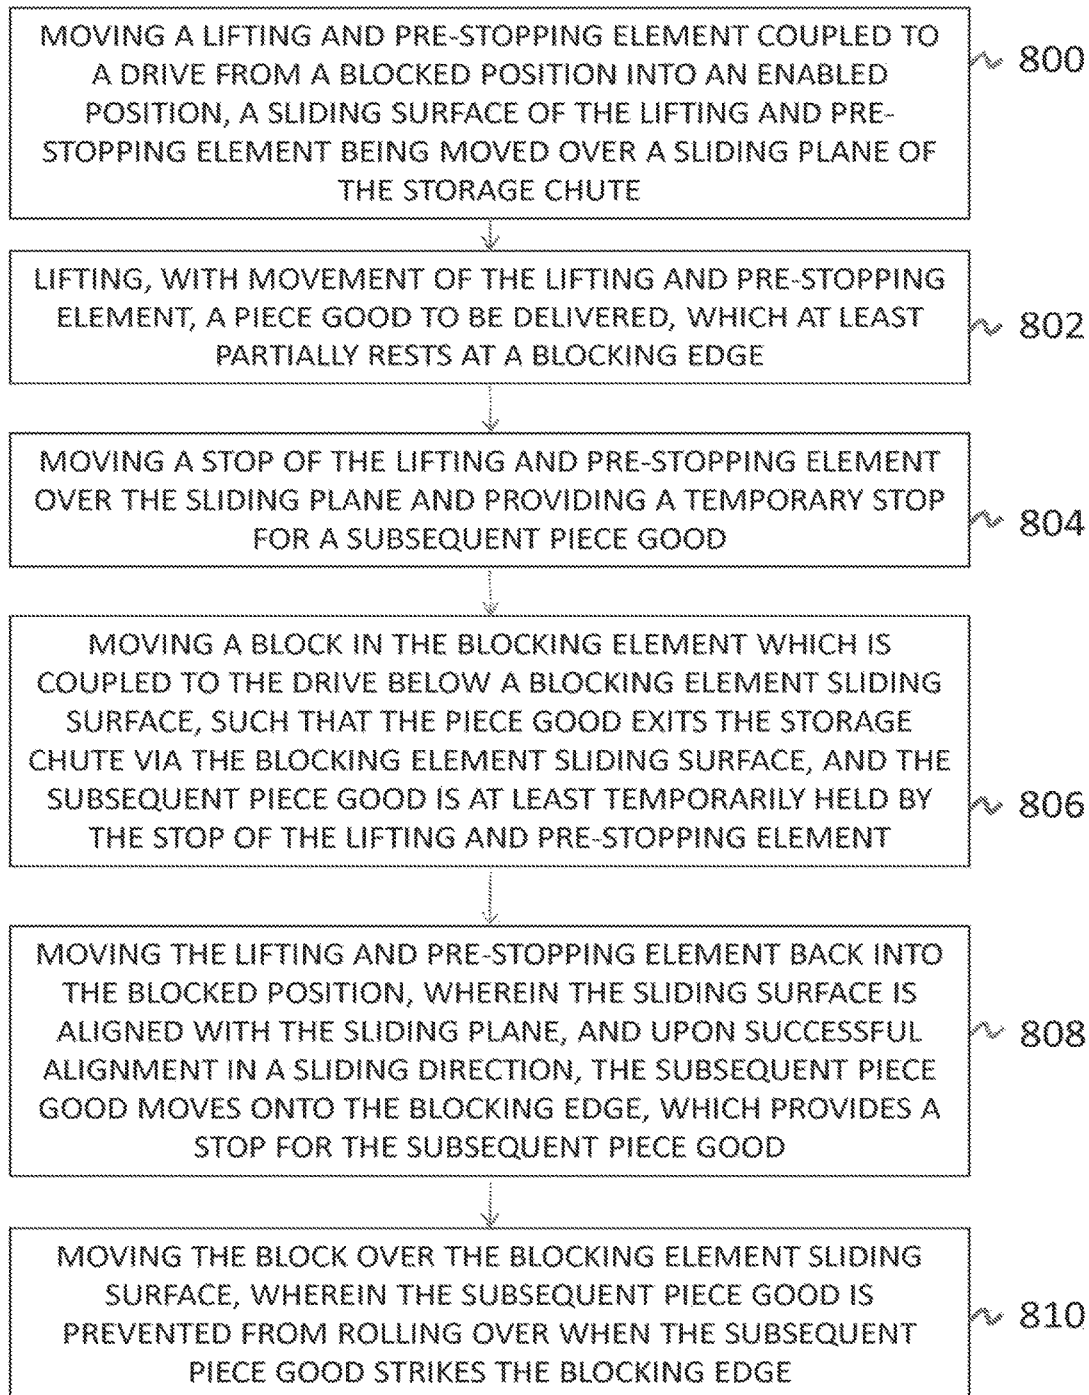 MOVING A LIFTING AND PRE-STOPPING ELEMENT COUPLED TO
A DRIVE FROM A BLOCKED POSITION INTO AN ENABLED
POSITION, A SLIDING SURFACE OF THE LIFTING AND PRE-
STOPPING ELEMENT BEING MOVED OVER A SLIDING PLANE OF
THE STORAGE CHUTE
800
LIFTING, WITH MOVEMENT OF THE LIFTING AND PRE-STOPPING
ELEMENT, A PIECE GOOD TO BE DELIVERED, WHICH AT LEAST
PARTIALLY RESTS AT A BLOCKING EDGE
802
MOVING A STOP OF THE LIFTING AND PRE-STOPPING ELEMENT
OVER THE SLIDING PLANE AND PROVIDING A TEMPORARY STOP
FOR A SUBSEQUENT PIECE GOOD
804
MOVING A BLOCK IN THE BLOCKING ELEMENT WHICH IS
COUPLED TO THE DRIVE BELOW A BLOCKING ELEMENT SLIDING
SURFACE, SUCH THAT THE PIECE GOOD EXITS THE STORAGE
CHUTE VIA THE BLOCKING ELEMENT SLIDING SURFACE, AND THE
SUBSEQUENT PIECE GOOD IS AT LEAST TEMPORARILY HELD BY
THE STOP OF THE LIFTING AND PRE-STOPPING ELEMENT
806
MOVING THE LIFTING AND PRE-STOPPING ELEMENT BACK INTO
THE BLOCKED POSITION, WHEREIN THE SLIDING SURFACE IS
ALIGNED WITH THE SLIDING PLANE, AND UPON SUCCESSFUL
ALIGNMENT IN A SLIDING DIRECTION, THE SUBSEQUENT PIECE
GOOD MOVES ONTO THE BLOCKING EDGE, WHICH PROVIDES A
STOP FOR THE SUBSEQUENT PIECE GOOD
808
MOVING THE BLOCK OVER THE BLOCKING ELEMENT SLIDING
SURFACE, WHEREIN THE SUBSEQUENT PIECE GOOD IS
PREVENTED FROM ROLLING OVER WHEN THE SUBSEQUENT
PIECE GOOD STRIKES THE BLOCKING EDGE
810